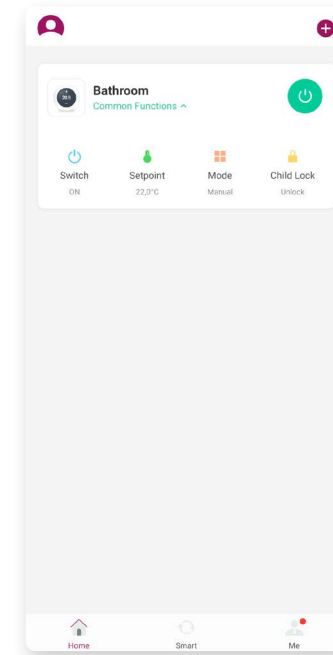 Bathroom
Common Functions
Switch Setpoint Mode Child Lock
ON 22,0°C Manual Unlock
Home Smart Me